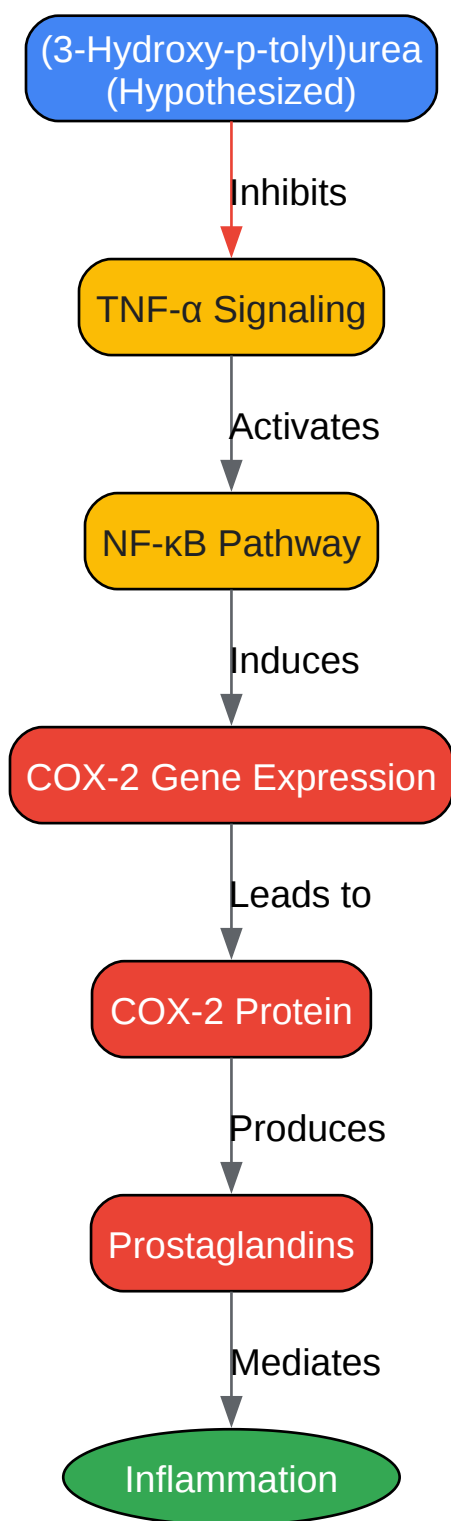 (3-Hydroxy-p-tolyl)urea
(Hypothesized)
Inhibits
TNF-α Signaling
Activates
NF-κB Pathway
Induces
COX-2 Gene Expression
Leads to
COX-2 Protein
Produces
Prostaglandins
Mediates
Inflammation